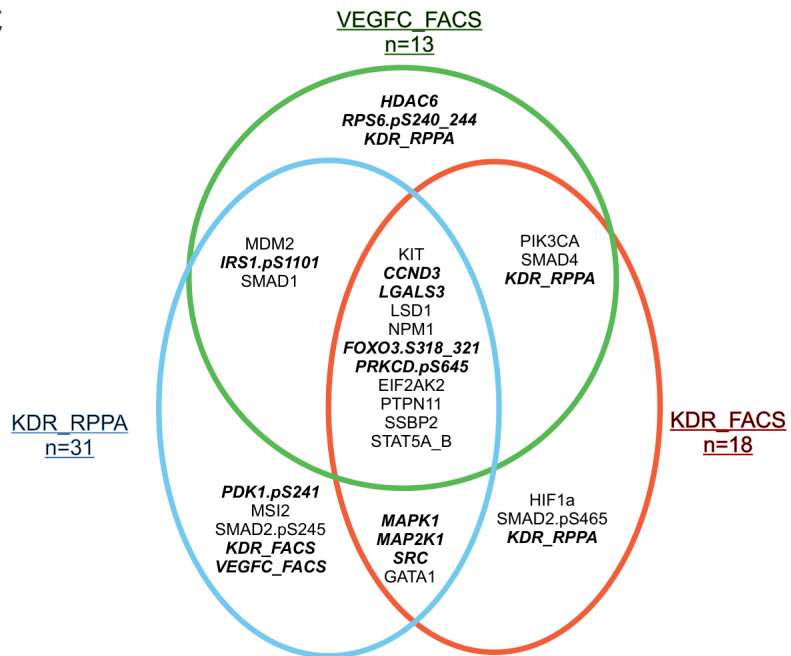 C
VEGFC_FACS
n=13
HDAC6
RPS6.pS240_244
KDR_RPPA
MDM2
IRS1.pS1101
SMAD1
KIT
CCND3
LGALS3
LSD1
NPM1
FOXO3.S318_321
PRKCD.pS645
EIF2AK2
PTPN11
SSBP2
STAT5A_B
PIK3CA
SMAD4
KDR_RPPA
KDR_RPPA
n=31
KDR_FACS
n=18
PDK1.pS241
MSI2
SMAD2.pS245
KDR_FACS
VEGFC_FACS
MAPK1
MAP2K1
SRC
GATA1
HIF1a
SMAD2.pS465
KDR_RPPA